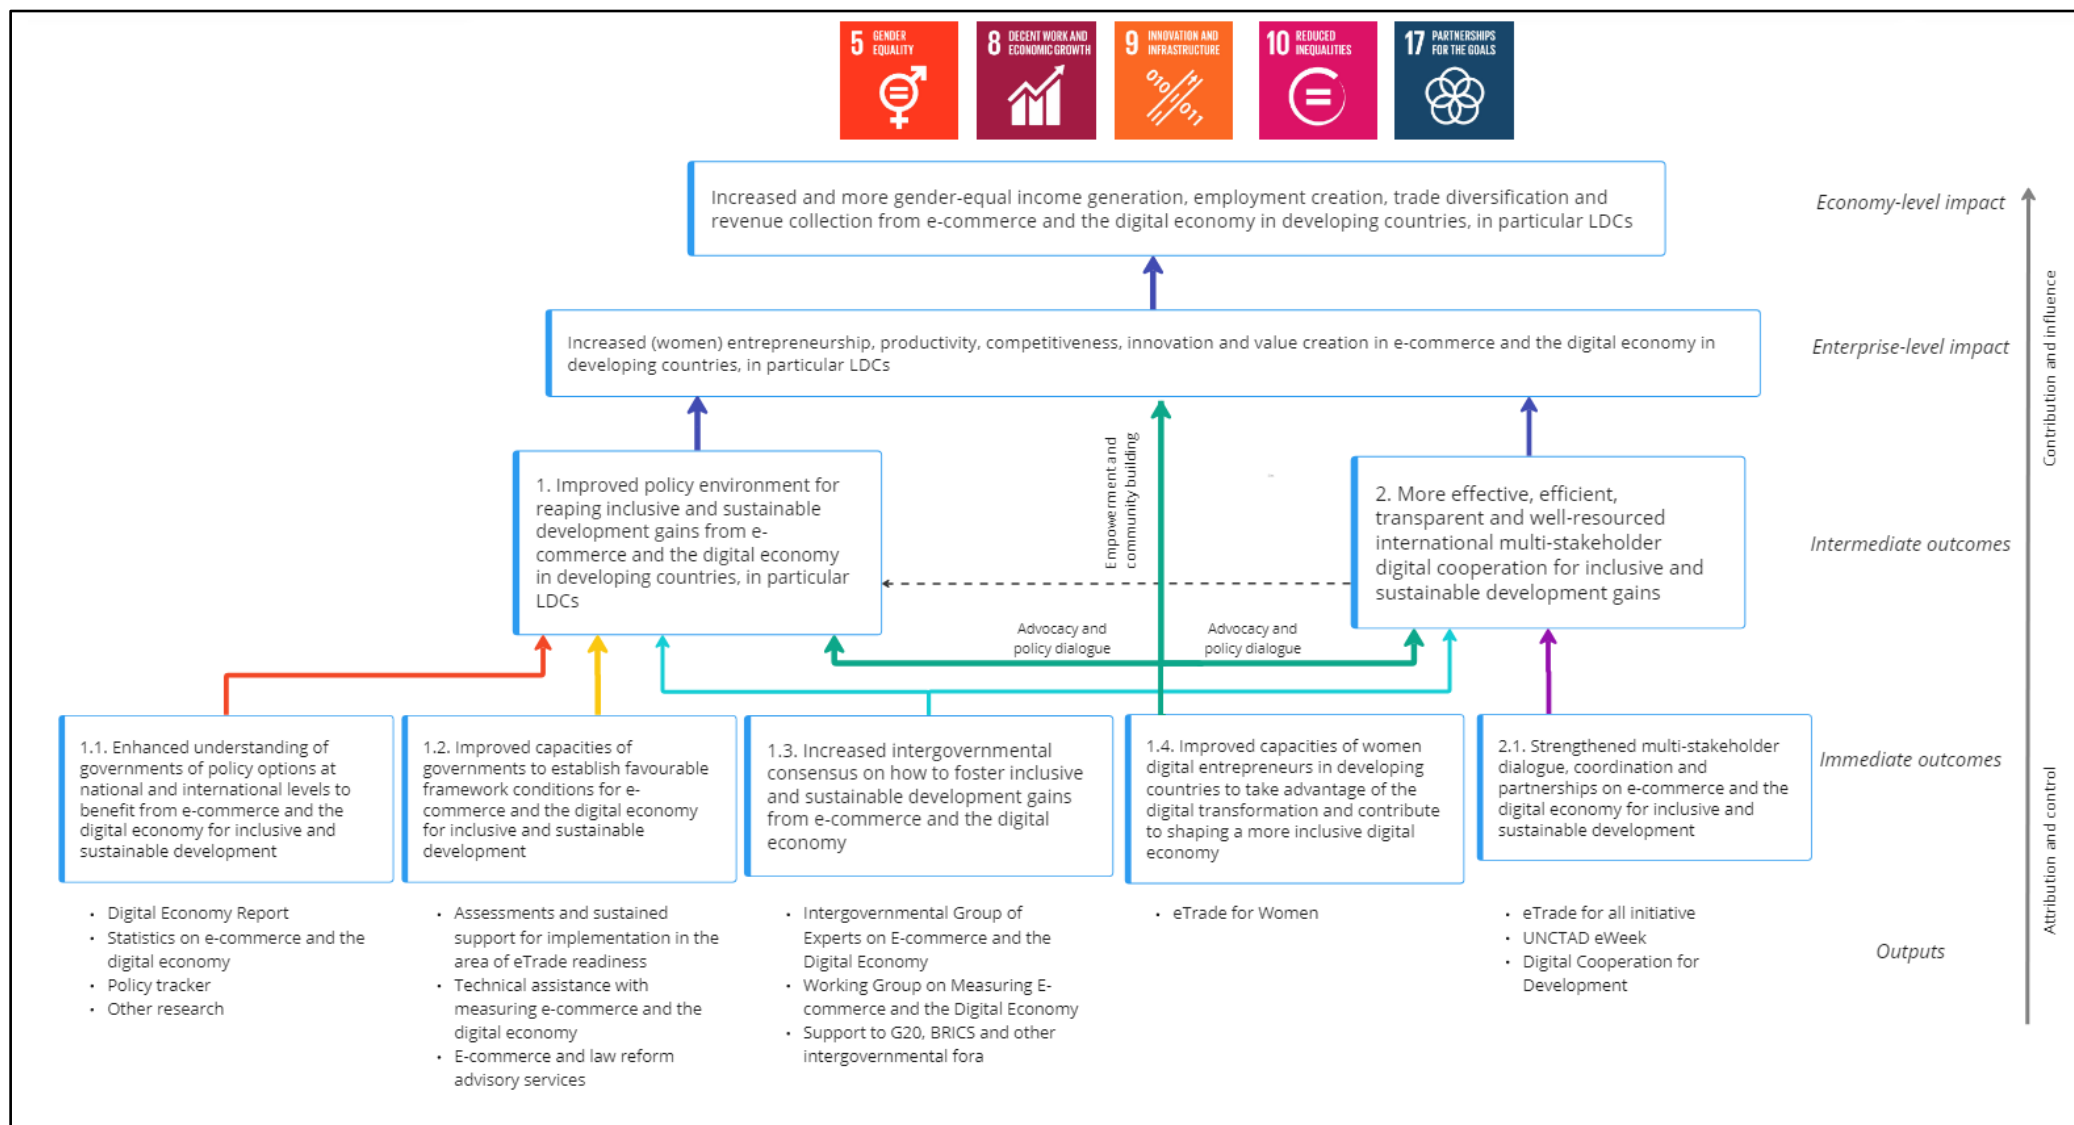 5 GENDER
EQUALITY
8 DECENT WORK AND
ECONOMIC GROWTH
9 INNOVATION AND
INFRASTRUCTURE
010
011
10 REDUCED
INEQUALITIES
17 PARTNERSHIPS
FOR THE GOALS
Increased and more gender-equal income generation, employment creation, trade diversification and
revenue collection from e-commerce and the digital economy in developing countries, in particular LDCs
Economy-level impact
Increased (women) entrepreneurship, productivity, competitiveness, innovation and value creation in e-commerce and the digital economy in
developing countries, in particular LDCs
Enterprise-level impact
Contribution and influence
Empowerment and
community building
1. Improved policy environment for
reaping inclusive and sustainable
development gains from e-
commerce and the digital economy
in developing countries, in particular
LDCs
2. More effective, efficient,
transparent and well-resourced
international multi-stakeholder
digital cooperation for inclusive and
sustainable development gains
Intermediate outcomes
Advocacy and
policy dialogue
Advocacy and
policy dialogue
1.1. Enhanced understanding of
governments of policy options at
national and international levels to
benefit from e-commerce and the
digital economy for inclusive and
sustainable development
1.2. Improved capacities of
governments to establish favourable
framework conditions for e-
commerce and the digital economy
for inclusive and sustainable
development
1.3. Increased intergovernmental
consensus on how to foster inclusive
and sustainable development gains
from e-commerce and the digital
economy
1.4. Improved capacities of women
digital entrepreneurs in developing
countries to take advantage of the
digital transformation and contribute
to shaping a more inclusive digital
economy
2.1. Strengthened multi-stakeholder
dialogue, coordination and
partnerships on e-commerce and the
digital economy for inclusive and
sustainable development
Immediate outcomes
Attribution and control
• Digital Economy Report
• Statistics on e-commerce and the
digital economy
• Policy tracker
• Other research
• Assessments and sustained
support for implementation in the
area of eTrade readiness
• Technical assistance with
measuring e-commerce and the
digital economy
• E-commerce and law reform
advisory services
• Intergovernmental Group of
Experts on E-commerce and the
Digital Economy
• Working Group on Measuring E-
commerce and the Digital Economy
• Support to G20, BRICS and other
intergovernmental fora
• eTrade for Women
• eTrade for all initiative
• UNCTAD eWeek
• Digital Cooperation for
Development
Outputs